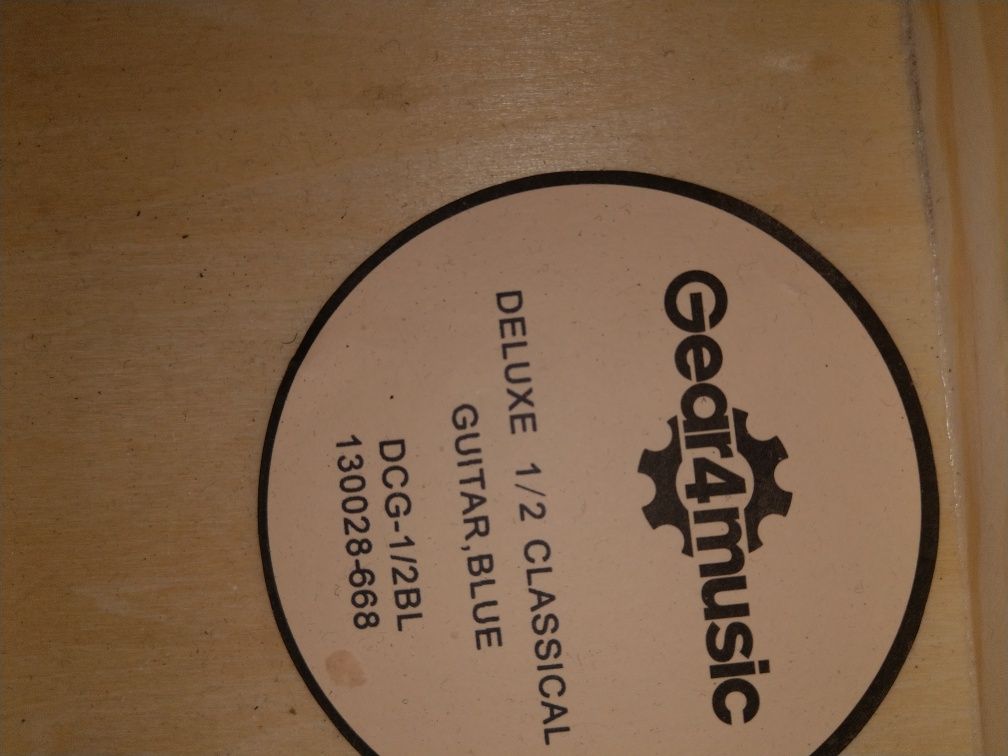 Gear4music
DELUXE 1/2 CLASSICAL
GUITAR,BLUE
DCG-1/2BL
130028-668